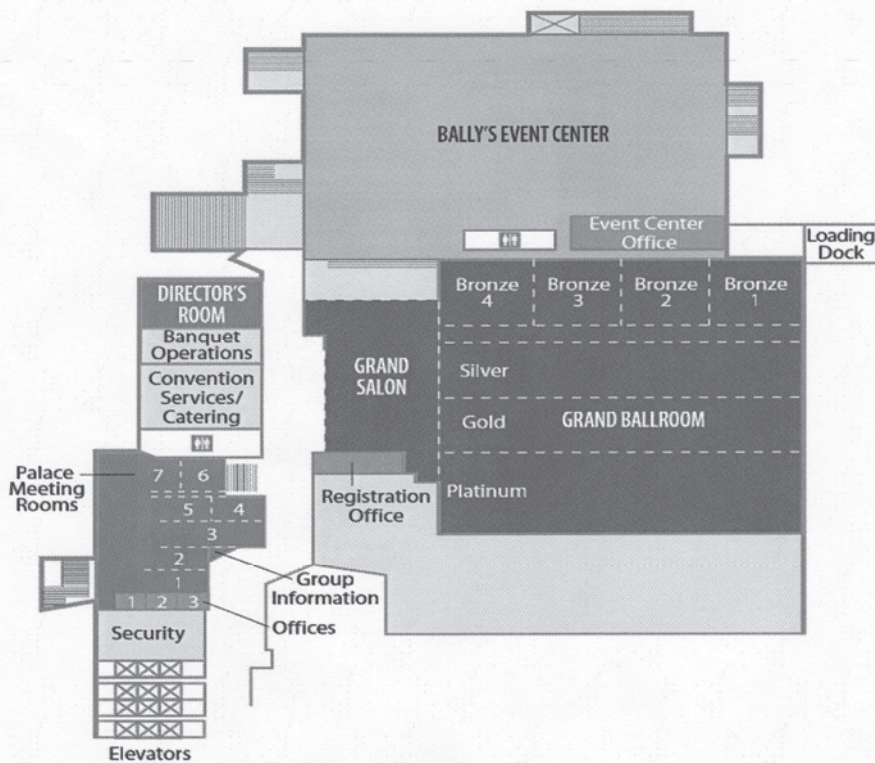 BALLY'S EVENT CENTER
Event Center
Office
Loading
Dock
DIRECTOR'S
ROOM
Banquet
Operations
Convention
Services/
Catering
Bronze
4
Bronze
3
Bronze
2
Bronze
1
GRAND
SALON
Silver
Gold
GRAND BALLROOM
Platinum
Registration
Office
Palace
Meeting
Rooms
7
6
5
4
3
2
1
Group
Information
1
2
3
Offices
Security
Elevators